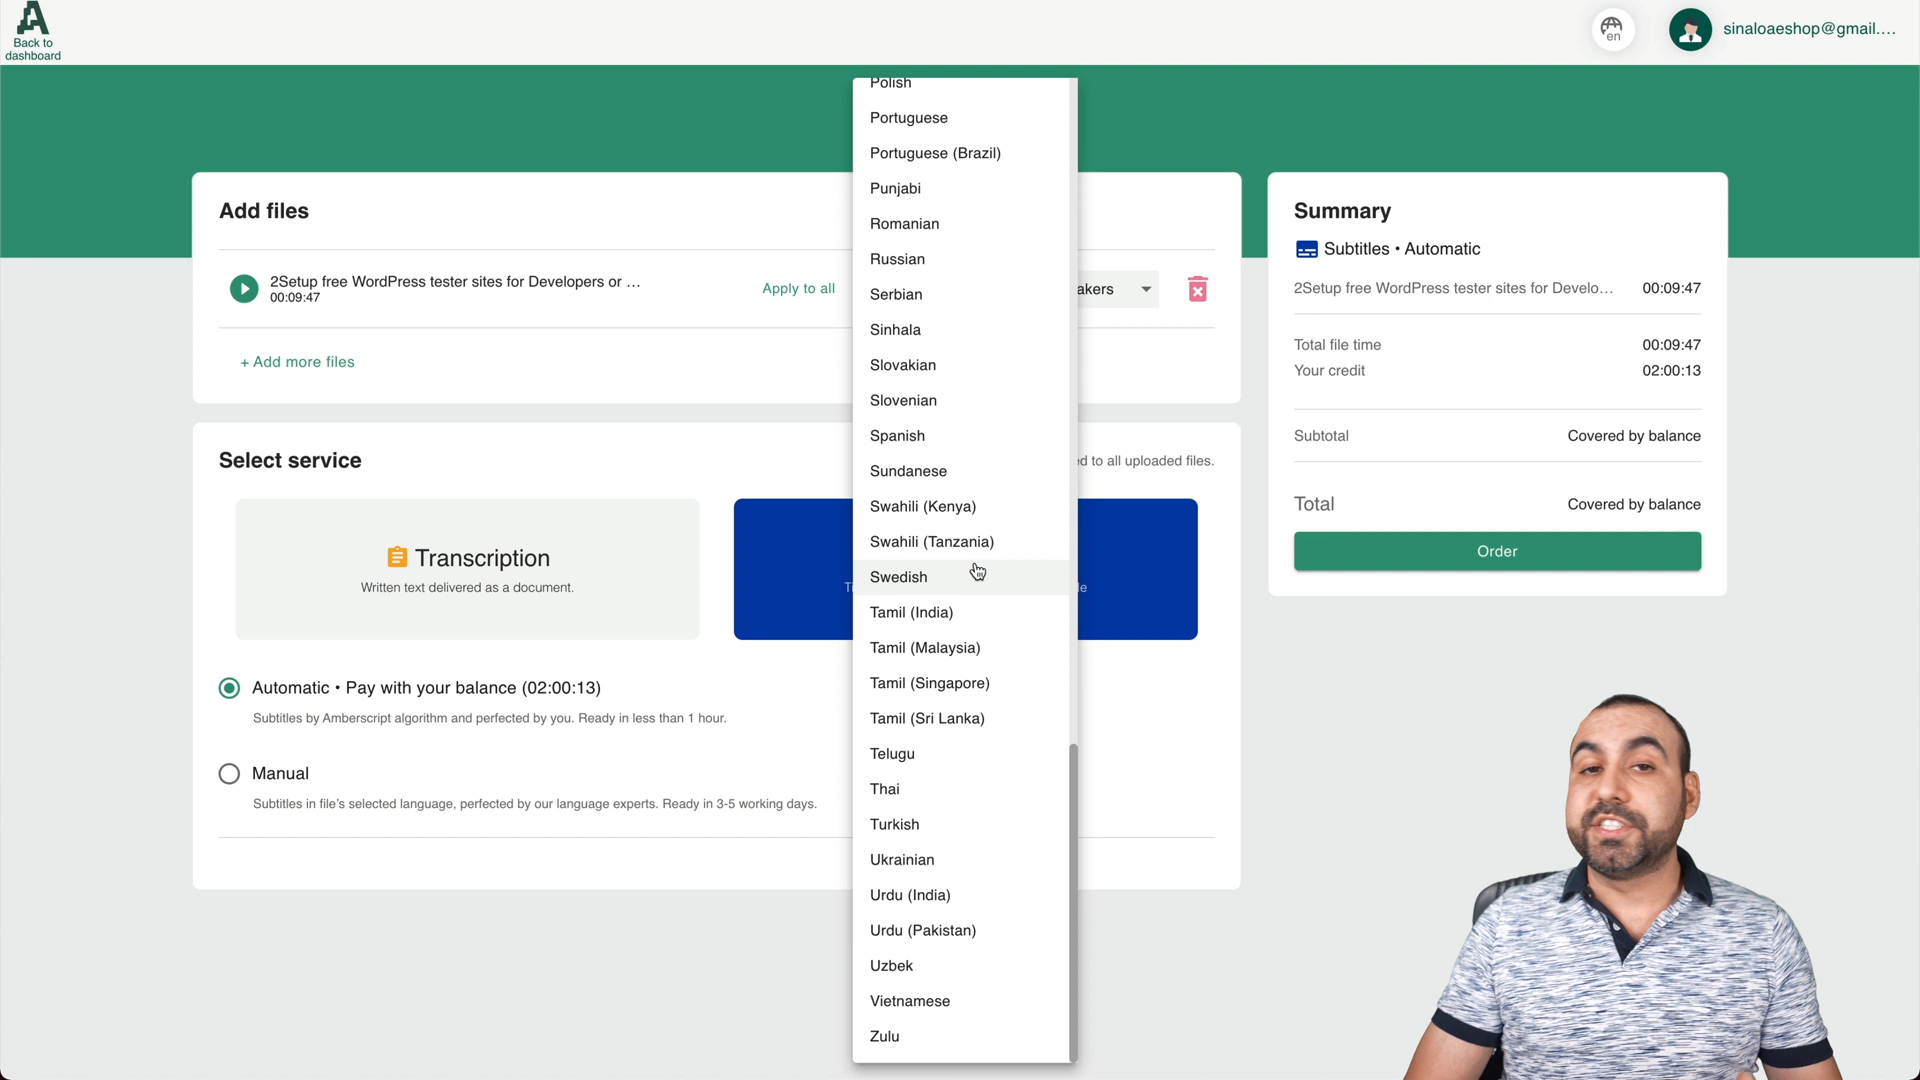 Back to
dashboard
en
sinaloaeshop@gmail....
Add files
2Setup free WordPress tester sites for Developers or ...
00:09:47
Apply to all
akers
+ Add more files
Select service
ed to all uploaded files.
Transcription
Written text delivered as a document.
Automatic • Pay with your balance (02:00:13)
Subtitles by Amberscript algorithm and perfected by you. Ready in less than 1 hour.
Manual
Subtitles in file's selected language, perfected by our language experts. Ready in 3-5 working days.
Polish
Portuguese
Portuguese (Brazil)
Punjabi
Romanian
Russian
Serbian
Sinhala
Slovakian
Slovenian
Spanish
Sundanese
Swahili (Kenya)
Swahili (Tanzania)
Swedish
Tamil (India)
Tamil (Malaysia)
Tamil (Singapore)
Tamil (Sri Lanka)
Telugu
Thai
Turkish
Ukrainian
Urdu (India)
Urdu (Pakistan)
Uzbek
Vietnamese
Zulu
Summary
Subtitles • Automatic
2Setup free WordPress tester sites for Develo... 00:09:47
Total file time 00:09:47
Your credit 02:00:13
Subtotal Covered by balance
Total Covered by balance
Order